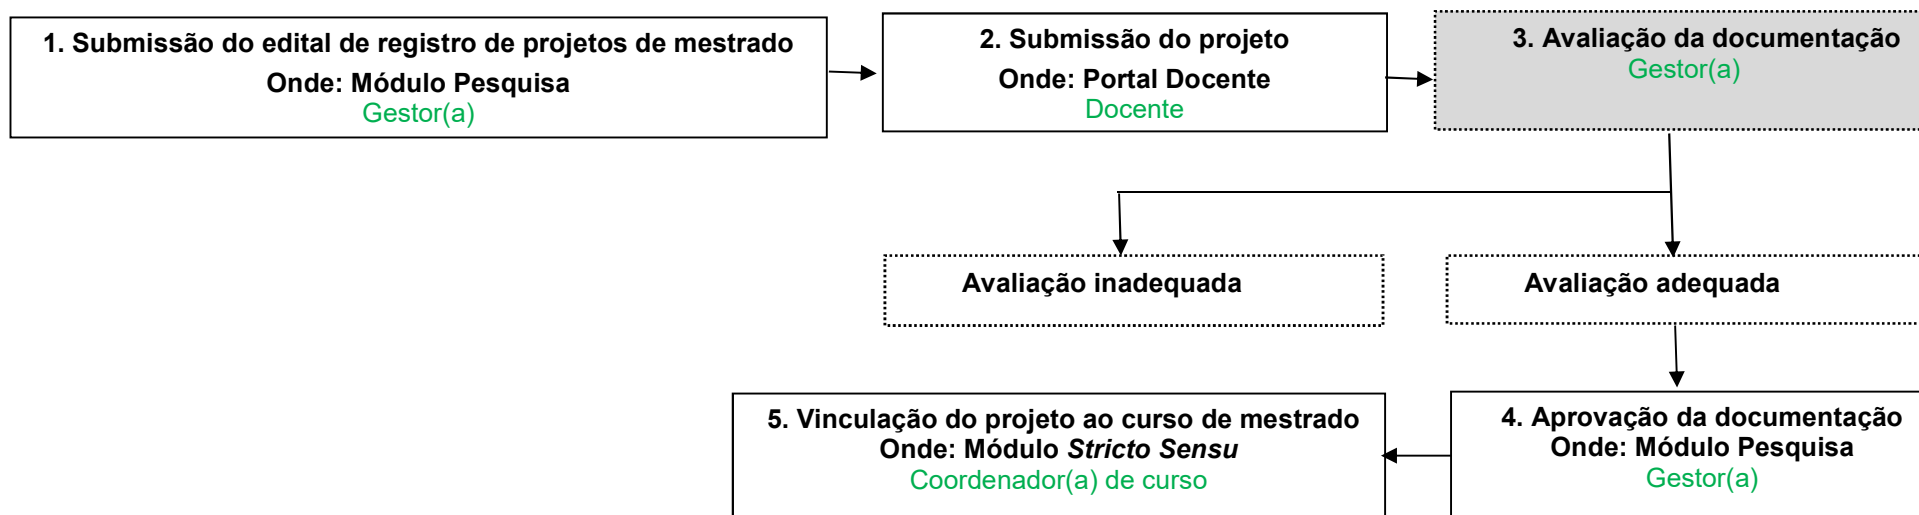 1. Submissão do edital de registro de projetos de mestrado
Onde: Módulo Pesquisa
Gestor(a)
2. Submissão do projeto
Onde: Portal Docente
Docente
3. Avaliação da documentação
Gestor(a)
Avaliação inadequada
Avaliação adequada
4. Aprovação da documentação
Onde: Módulo Pesquisa
Gestor(a)
5. Vinculação do projeto ao curso de mestrado
Onde: Módulo Stricto Sensu
Coordenador(a) de curso